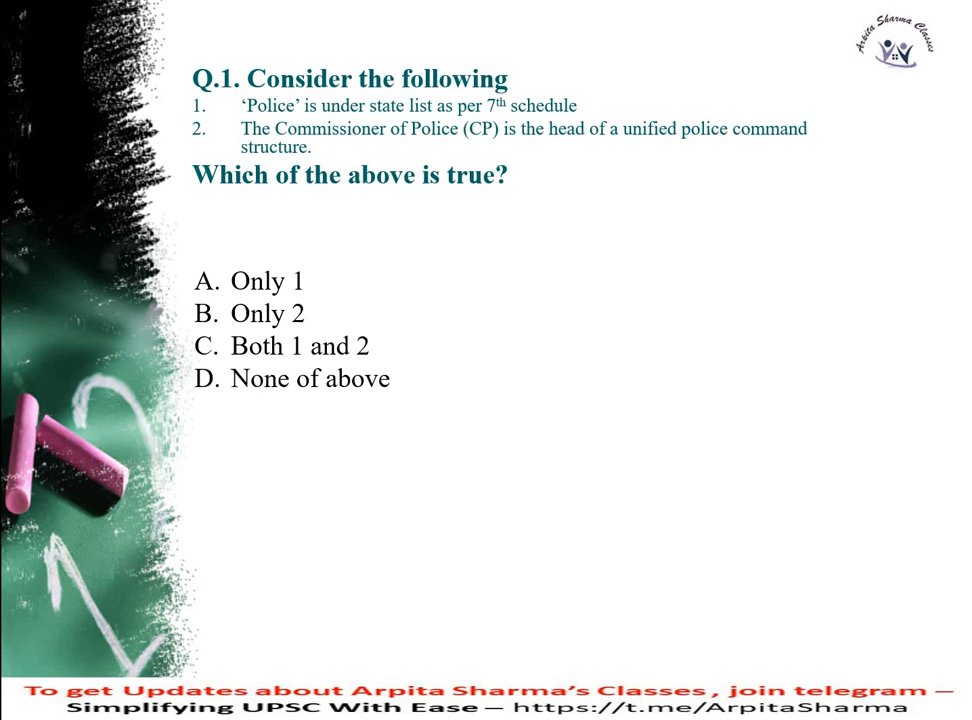 Arpita Sharma Classes
Q.1. Consider the following
1. ‘Police’ is under state list as per 7th schedule
2. The Commissioner of Police (CP) is the head of a unified police command
structure.
Which of the above is true?
A. Only 1
B. Only 2
C. Both 1 and 2
D. None of above
To get Updates about Arpita Sharma’s Classes , join telegram –
Simplifying UPSC With Ease – https://t.me/ArpitaSharma